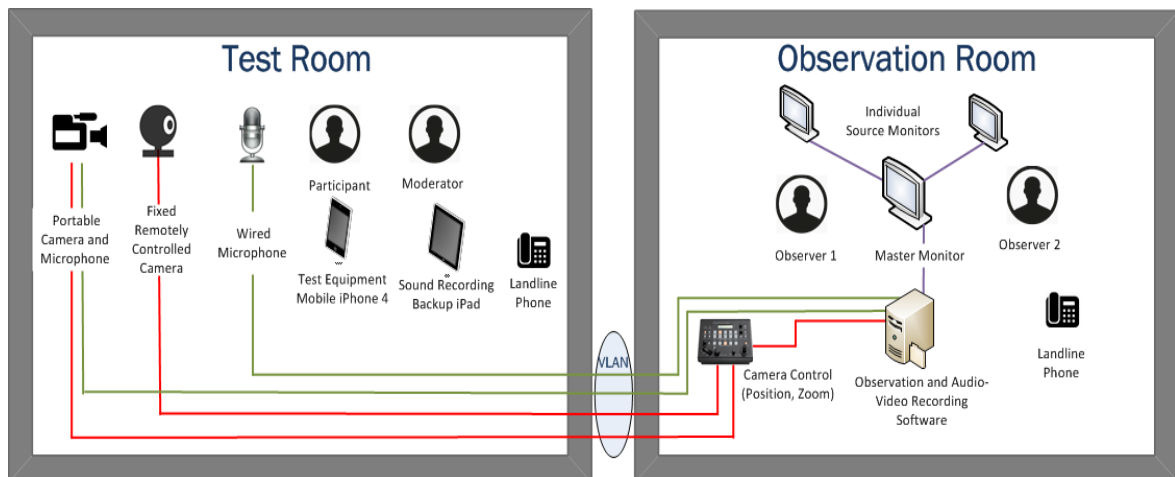 Test Room
Portable
Camera and
Microphone
Fixed
Remotely
Controlled
Camera
Wired
Microphone
Participant
Moderator
Test Equipment
Mobile iPhone 4
Sound Recording
Backup iPad
Landline
Phone
VLAN
Observation Room
Individual
Source Monitors
Observer 1
Master Monitor
Observer 2
Camera Control
(Position, Zoom)
Observation and Audio-
Video Recording
Software
Landline
Phone